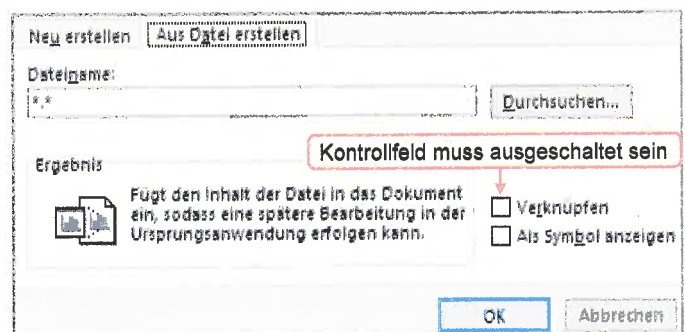 Neu erstellen
Aus Datei erstellen
Dateiname:
*.*
Durchsuchen...
Kontrollfeld muss ausgeschaltet sein
Ergebnis
Fügt den Inhalt der Datei in das Dokument
ein, sodass eine spätere Bearbeitung in der
Ursprungsanwendung erfolgen kann.
Verknüpfen
Als Symbol anzeigen
OK
Abbrechen